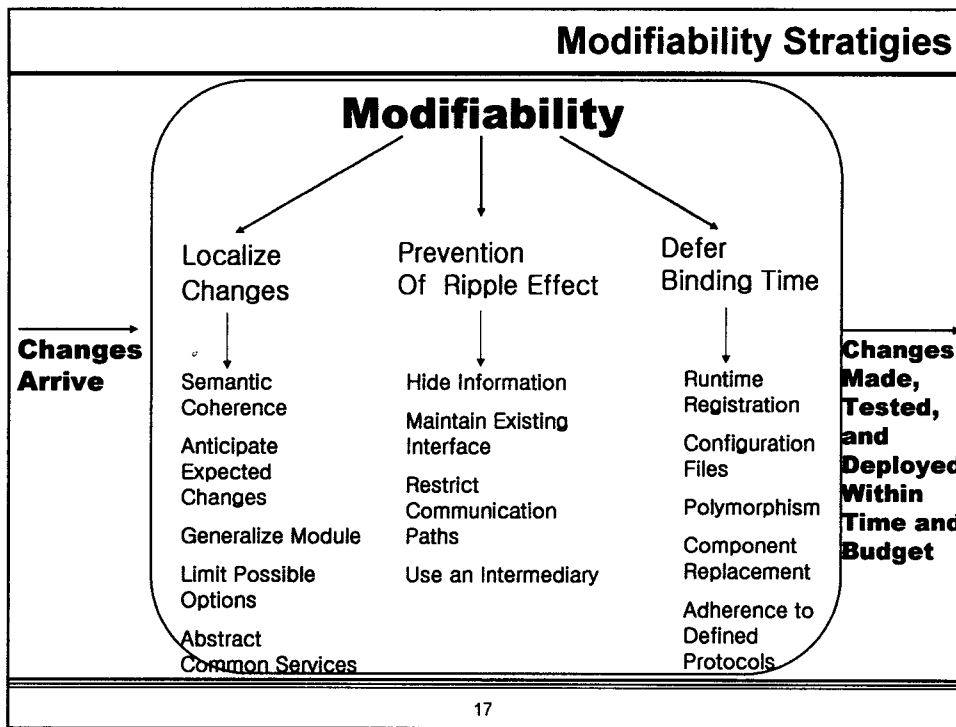 Modifiability Stratigies
Modifiability
Localize
Changes
Prevention
Of Ripple Effect
Defer
Binding Time
Changes
Arrive
Semantic
Coherence
Anticipate
Expected
Changes
Generalize Module
Limit Possible
Options
Abstract
Common Services
Hide Information
Maintain Existing
Interface
Restrict
Communication
Paths
Use an Intermediary
Runtime
Registration
Configuration
Files
Polymorphism
Component
Replacement
Adherence to
Defined
Protocols
Changes
Made,
Tested,
and
Deployed
Within
Time and
Budget
17